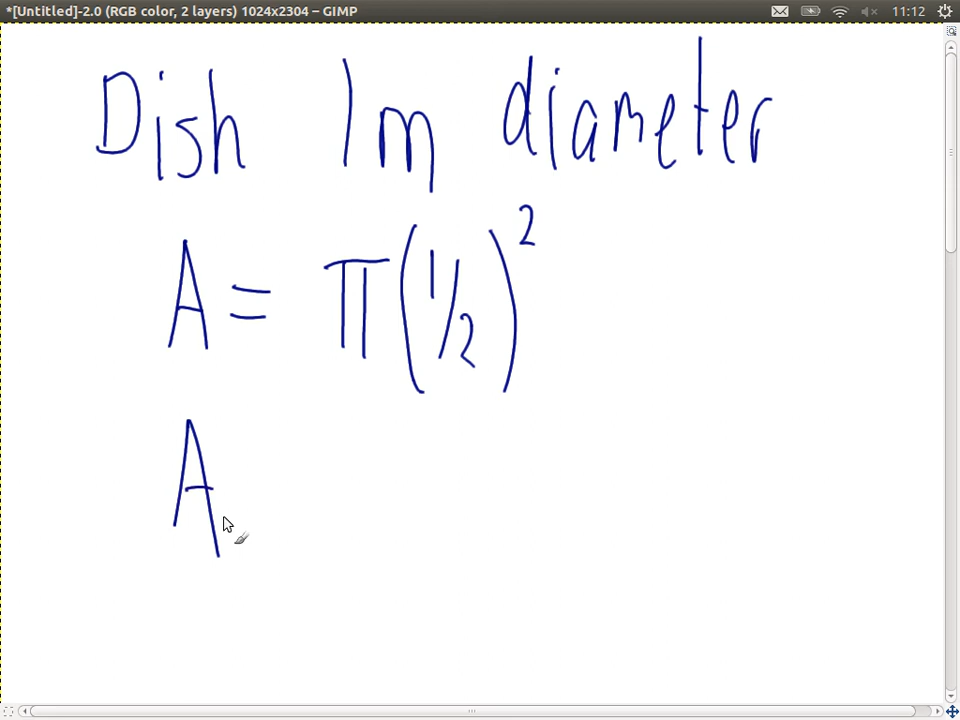 *[Untitled]-2.0 (RGB color, 2 layers) 1024x2304 – GIMP 11:12
Dish 1m diameter
A = π(1/2)²
A